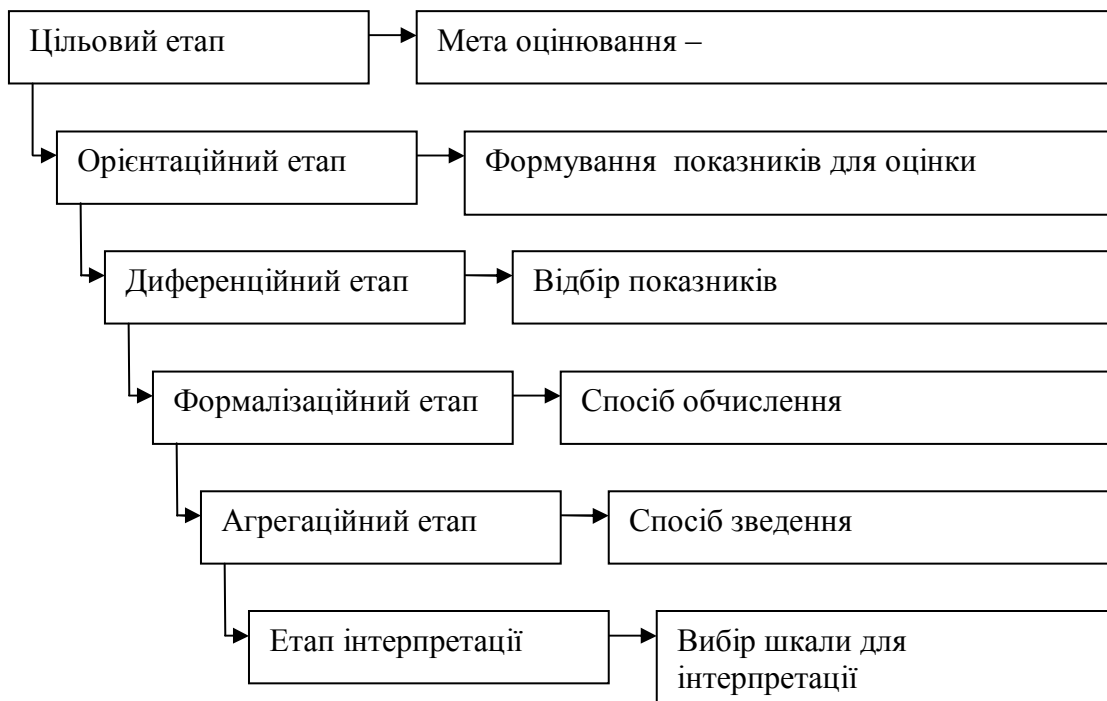 Цільовий етап
Мета оцінювання –
Орієнтаційний етап
Формування  показників для оцінки
Диференційний етап
Відбір показників
Формалізаційний етап
Спосіб обчислення
Агрегаційний етап
Спосіб зведення
Етап інтерпретації
Вибір шкали для
інтерпретації